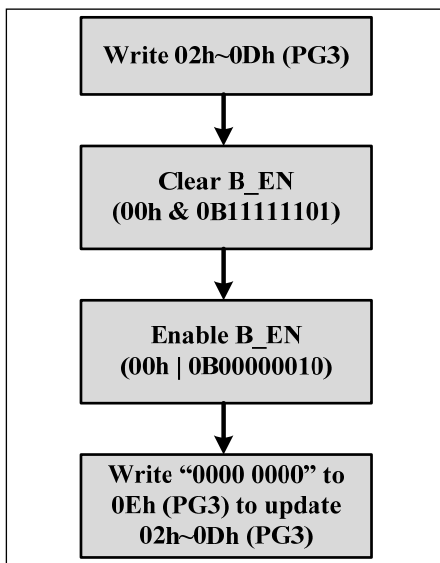 Write 02h~0Dh (PG3)
Clear B_EN
(00h & 0B11111101)
Enable B_EN
(00h | 0B00000010)
Write “0000 0000” to
0Eh (PG3) to update
02h~0Dh (PG3)